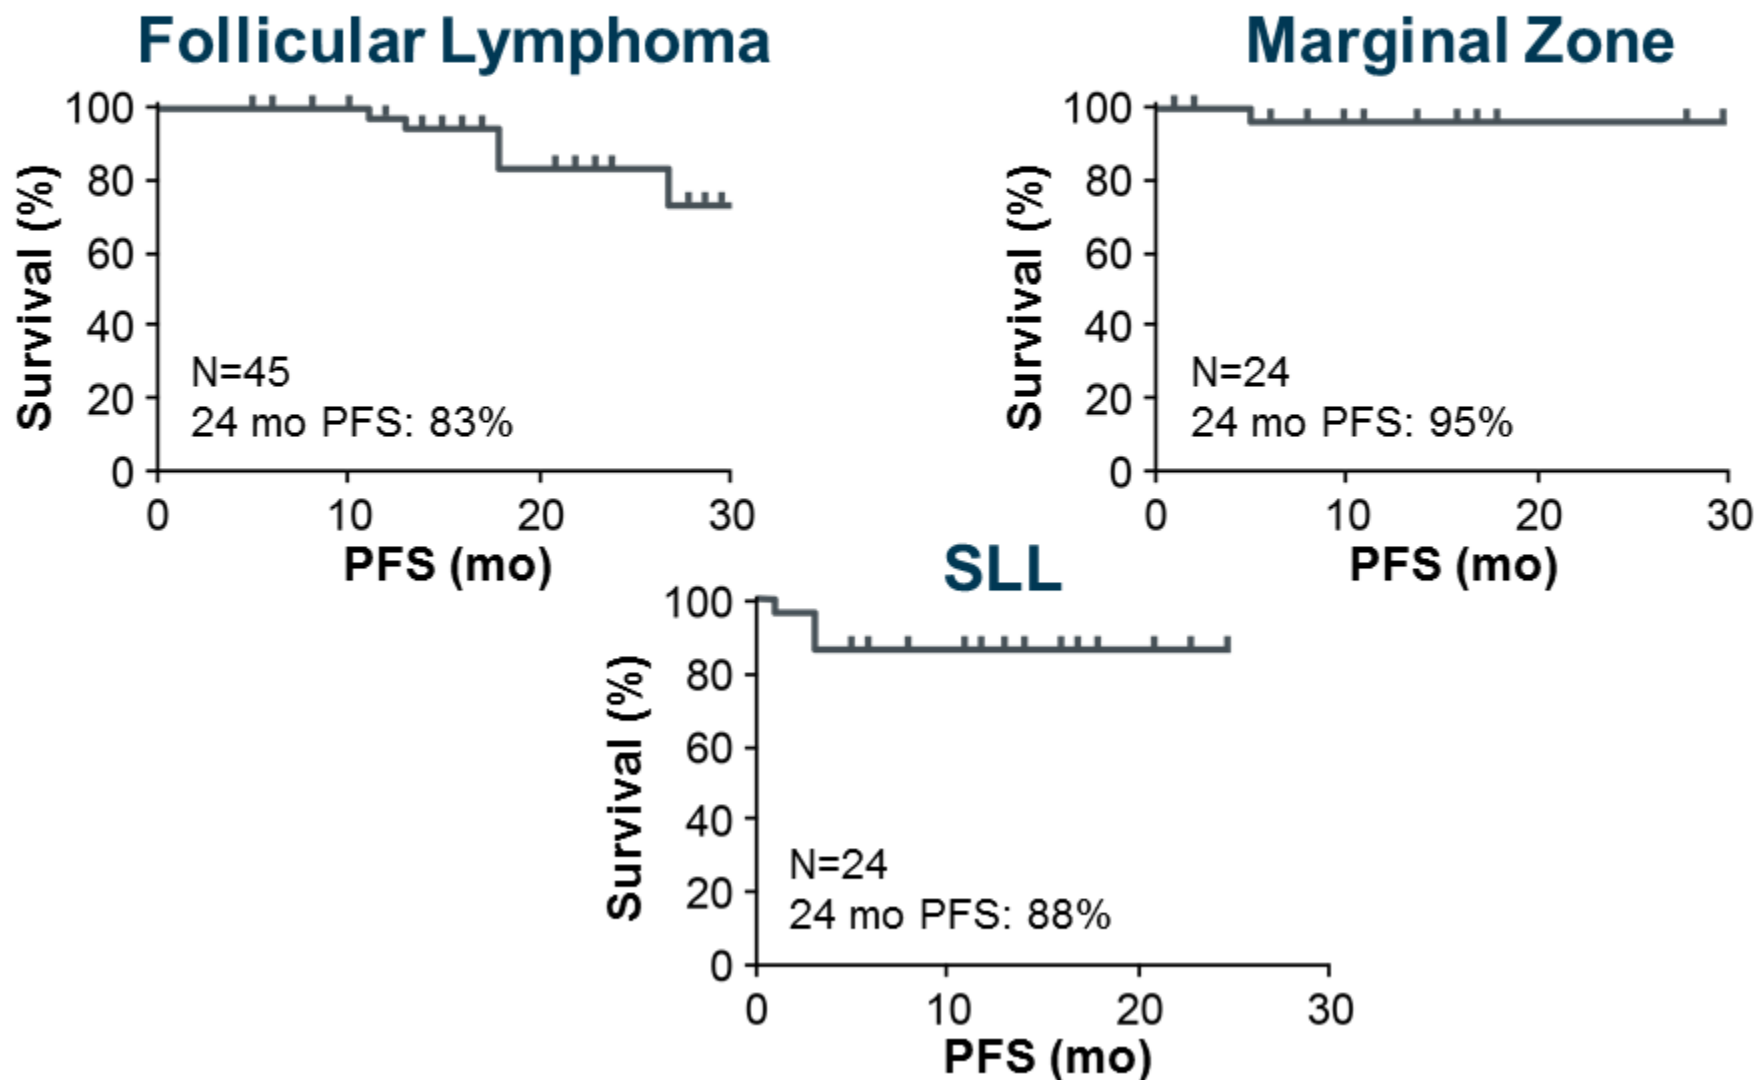 Follicular Lymphoma
Survival (%)
100
80
60
40
20
0
N=45
24 mo PFS: 83%
0 10 20 30
PFS (mo)
Marginal Zone
Survival (%)
100
80
60
40
20
0
N=24
24 mo PFS: 95%
0 10 20 30
PFS (mo)
SLL
Survival (%)
100
80
60
40
20
0
N=24
24 mo PFS: 88%
0 10 20 30
PFS (mo)